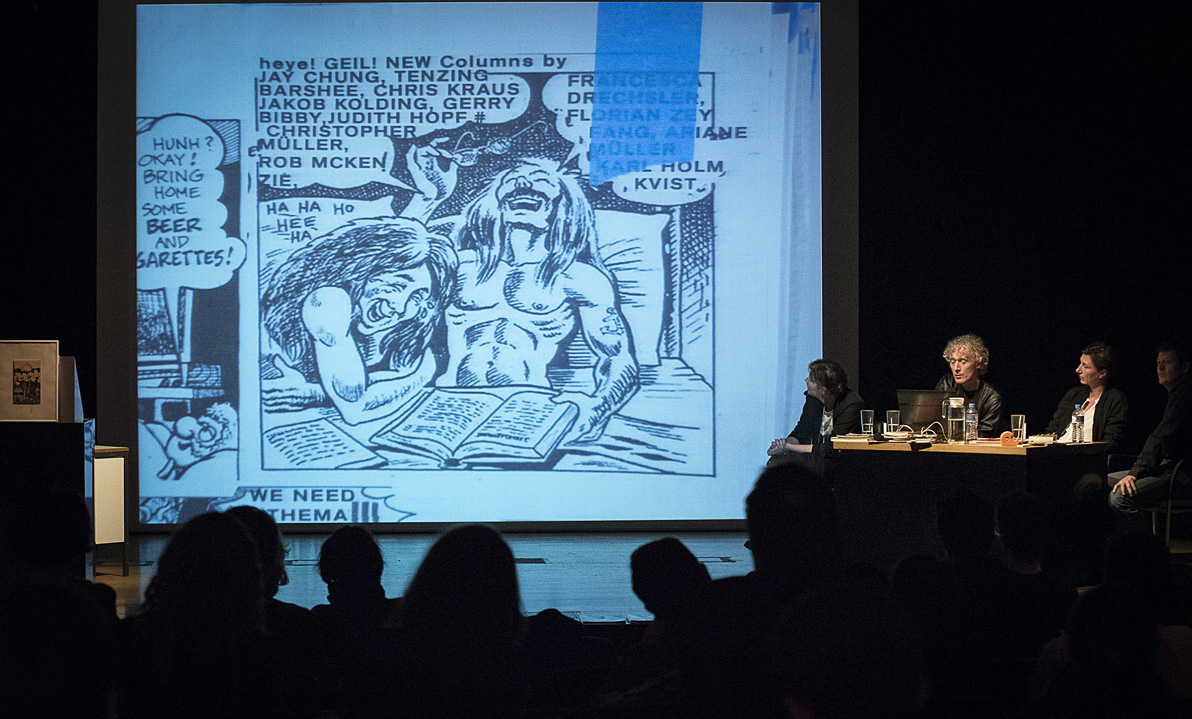 heye! GEIL! NEW Columns by
JAY CHUNG, TENZING
BARSHEE, CHRIS KRAUS
JAKOB KOLDING, GERRY
BIBBY,JUDITH HOPF #
CHRISTOPHER
MÜLLER,
ROB MCKEN
ZIE,
FRANCESCA
DRECHSLER,
FLORIAN ZEY
FANG, ARIANE
MÜLLER
KARL HOLM
, KVIST
HUNH?
OKAY!
BRING
HOME
SOME
BEER
AND
GARETTES!
HA HA HO
HEE
HA
WE NEED
THEMA!!!